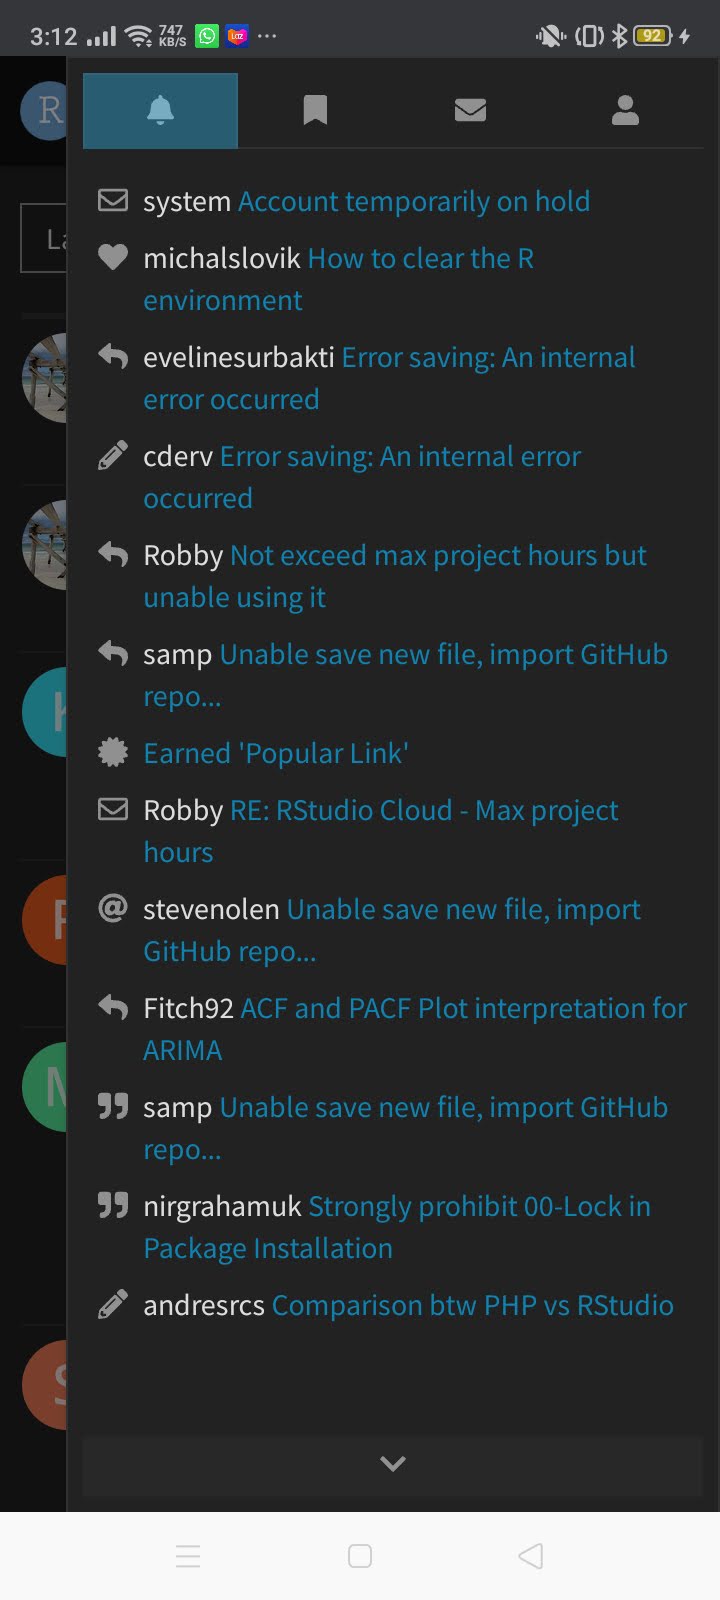 3:12 747 KB/S Laz ... 92
R
La
system Account temporarily on hold
michalslovik How to clear the R
environment
evelinesurbakti Error saving: An internal
error occurred
cderv Error saving: An internal error
occurred
Robby Not exceed max project hours but
unable using it
samp Unable save new file, import GitHub
repo...
Earned 'Popular Link'
Robby RE: RStudio Cloud - Max project
hours
stevenolen Unable save new file, import
GitHub repo...
Fitch92 ACF and PACF Plot interpretation for
ARIMA
samp Unable save new file, import GitHub
repo...
nirgrahamuk Strongly prohibit 00-Lock in
Package Installation
andresrcs Comparison btw PHP vs RStudio